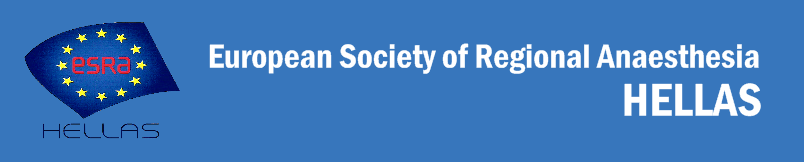 esra
HELLAS
European Society of Regional Anaesthesia
HELLAS